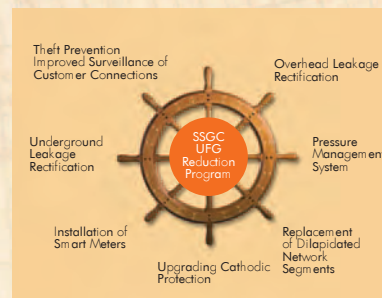 Theft Prevention
Improved Surveillance of
Customer Connections
Overhead Leakage
Rectification
Underground
Leakage
Rectification
SSGC
UFG
Reduction
Program
Pressure
Management
System
Installation of
Smart Meters
Replacement
of Dilapidated
Network
Segments
Upgrading Cathodic
Protection